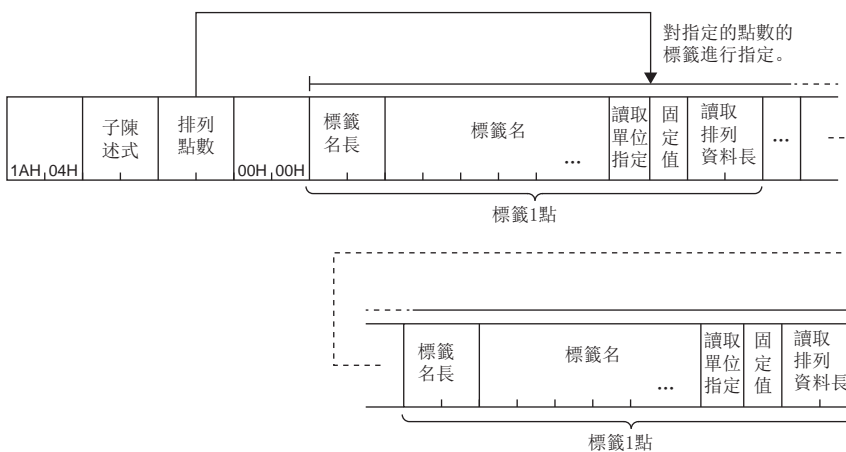 對指定的點數的
標籤進行指定。
1AH 04H
子陳
述式
排列
點數
00H 00H
標籤
名長
標籤名
...
讀取
單位
指定
固
定
值
讀取
排列
資料長
...
標籤1點
標籤
名長
標籤名
...
讀取
單位
指定
固
定
值
讀取
排列
資料長
標籤1點